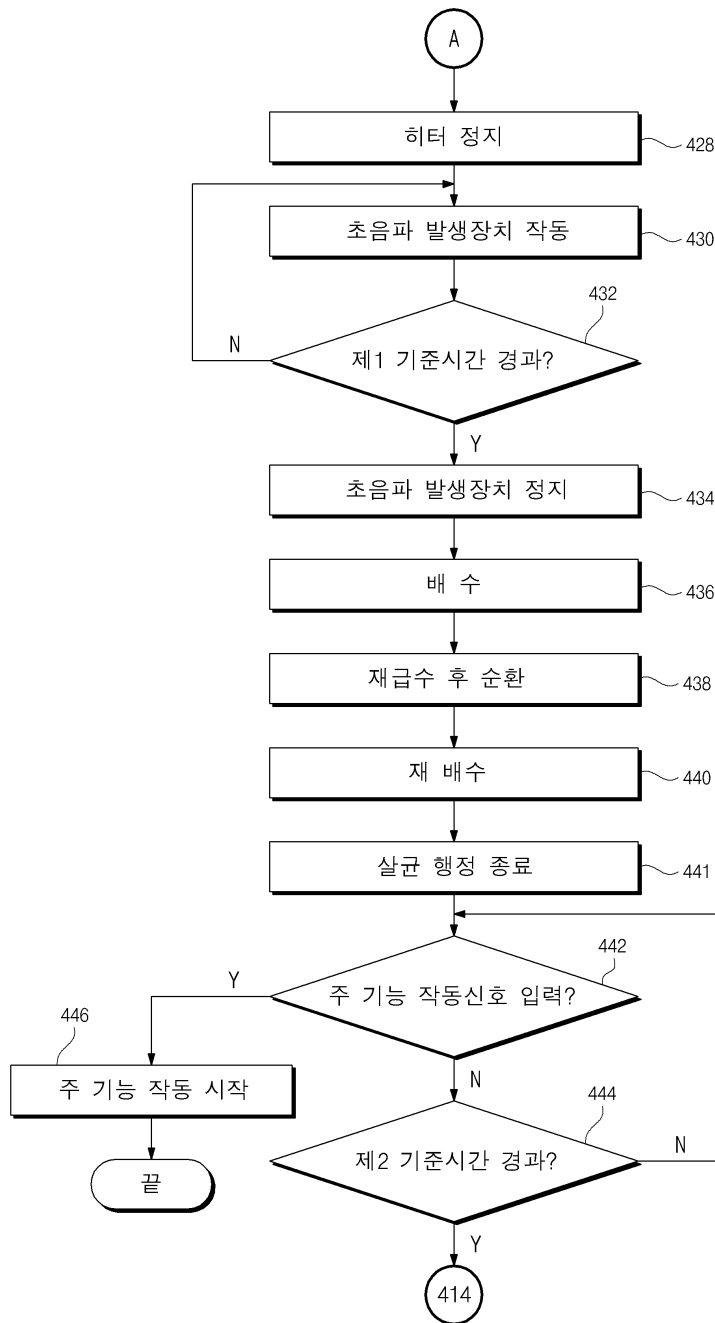 A
히터 정지
428
초음파 발생장치 작동
430
432
제1 기준시간 경과?
N
Y
초음파 발생장치 정지
434
배 수
436
재급수 후 순환
438
재 배수
440
살균 행정 종료
441
442
주 기능 작동신호 입력?
Y
N
446
주 기능 작동 시작
끝
444
제2 기준시간 경과?
N
Y
414